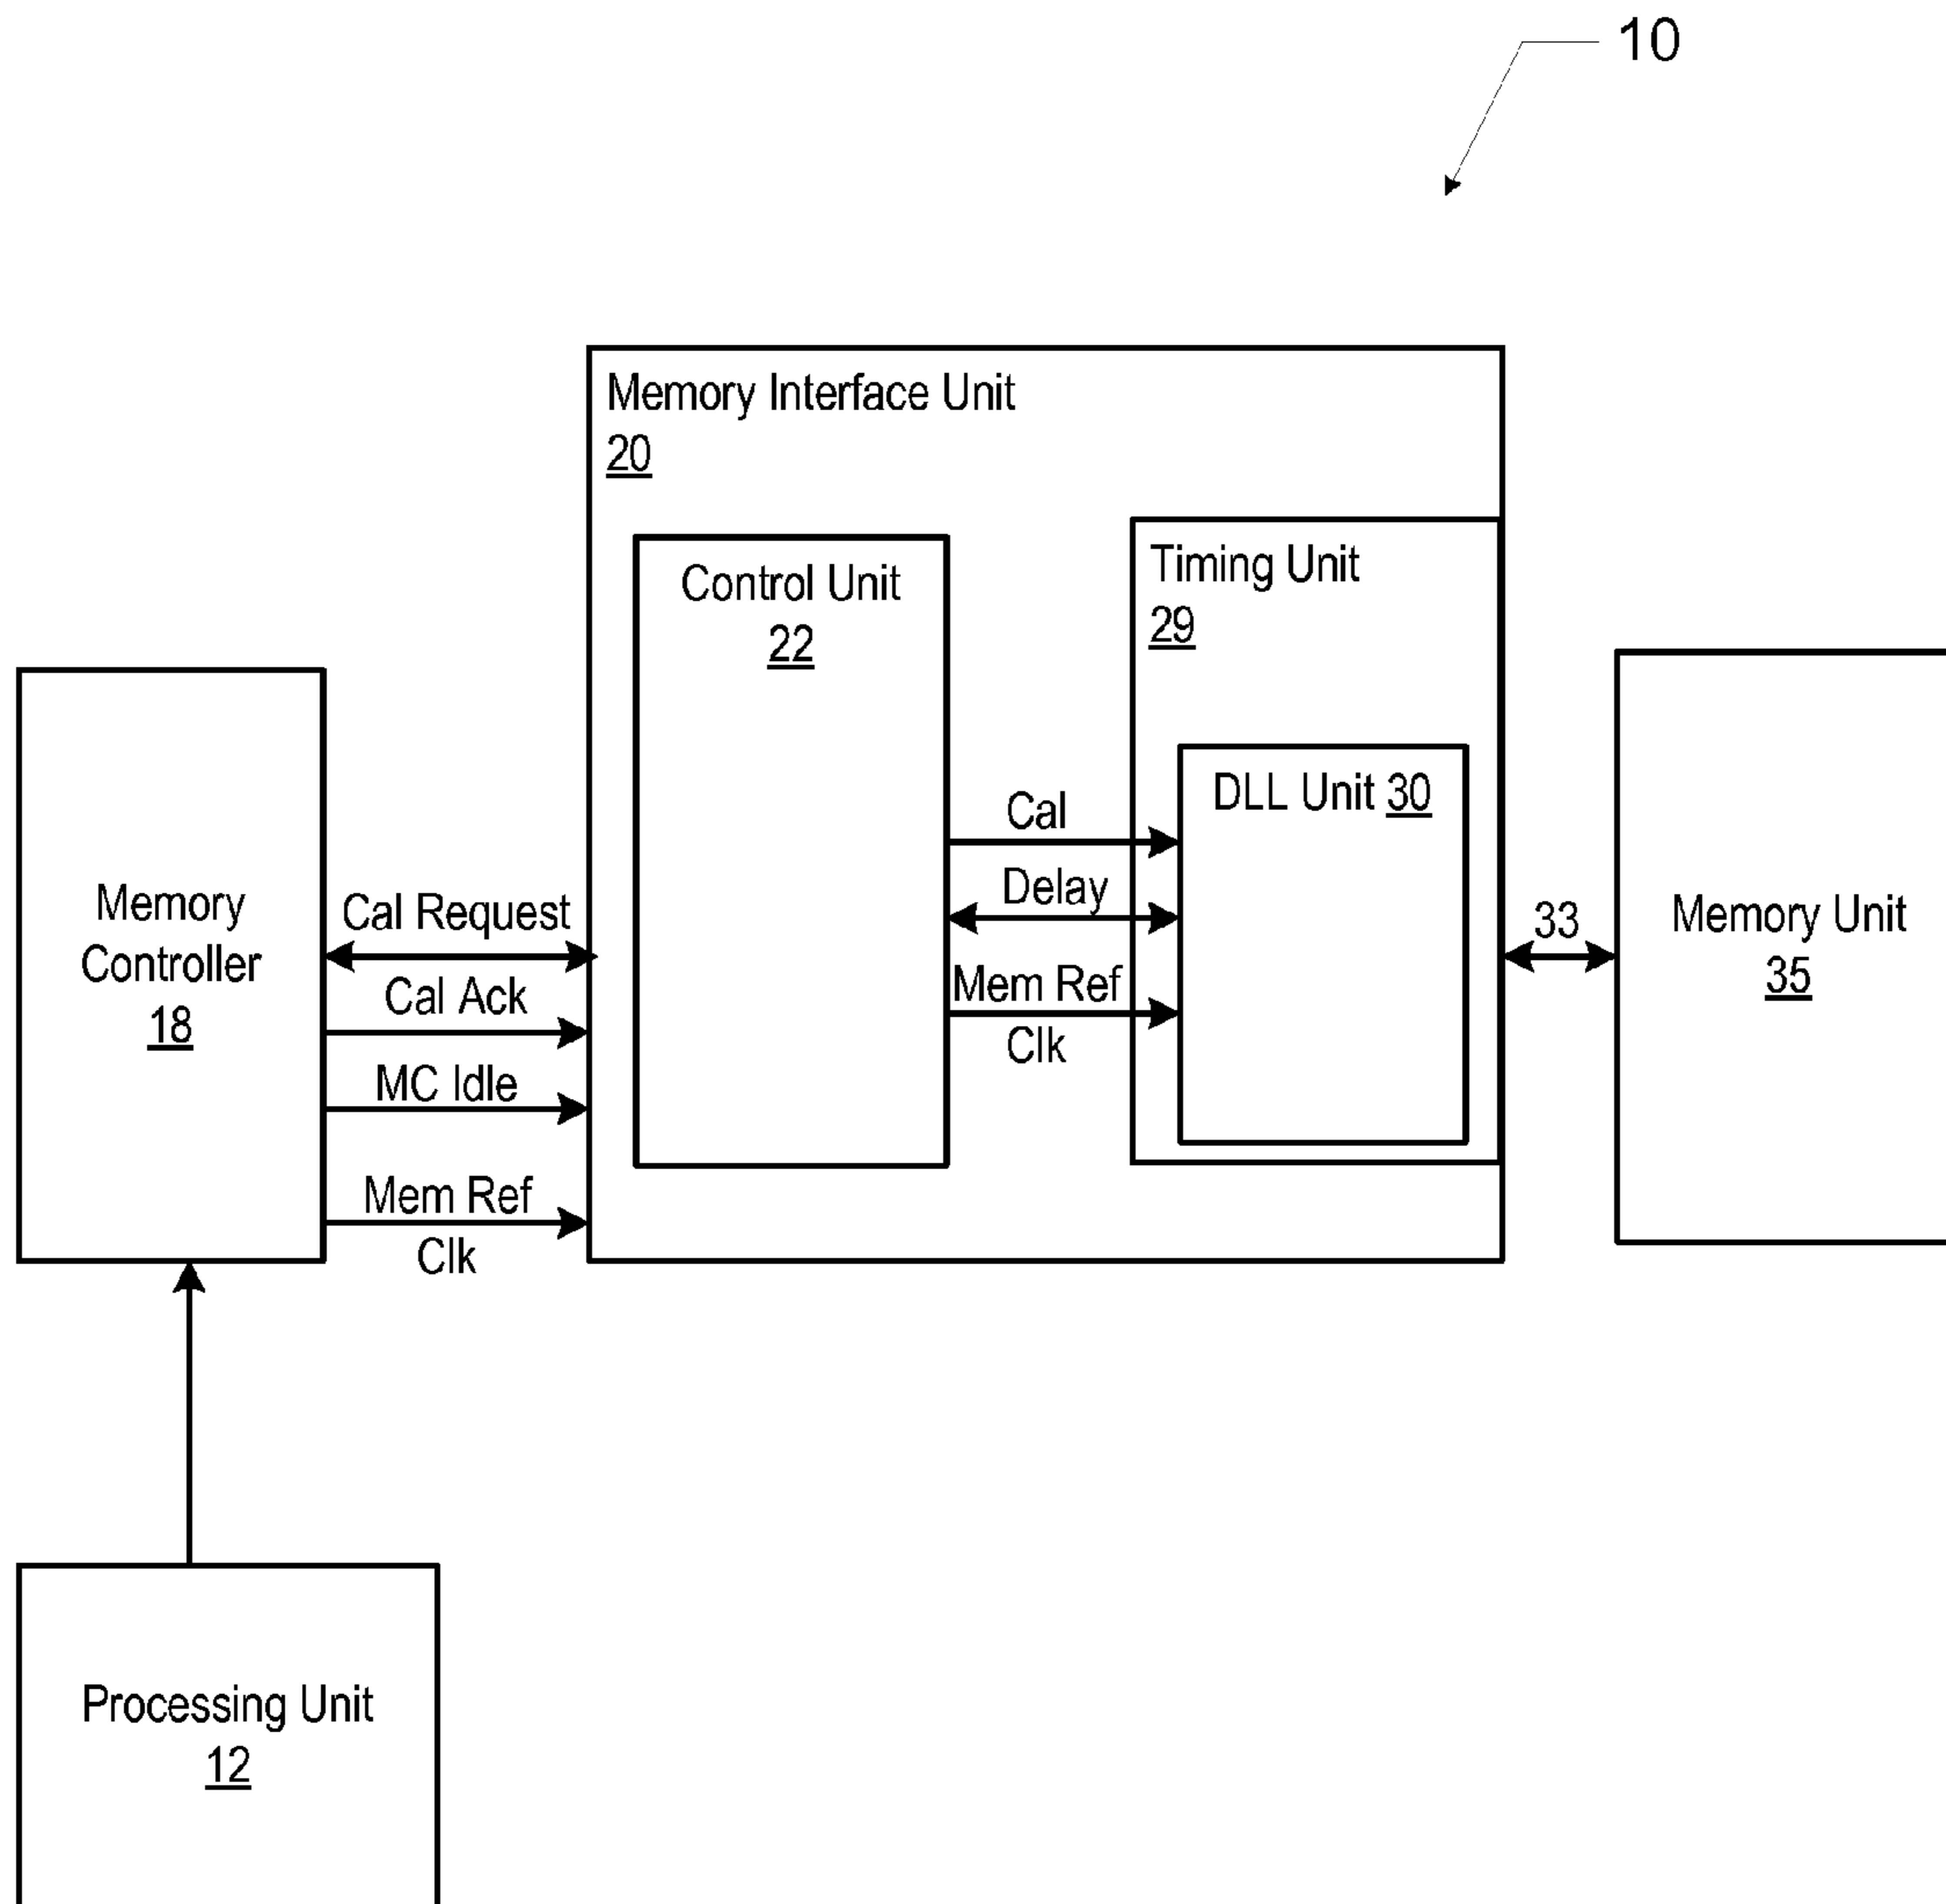 10
Memory Interface Unit
20
Control Unit
22
Timing Unit
29
DLL Unit 30
Cal
Delay
Mem Ref
Clk
Memory
Controller
18
Cal Request
Cal Ack
MC Idle
Mem Ref
Clk
33
Memory Unit
35
Processing Unit
12